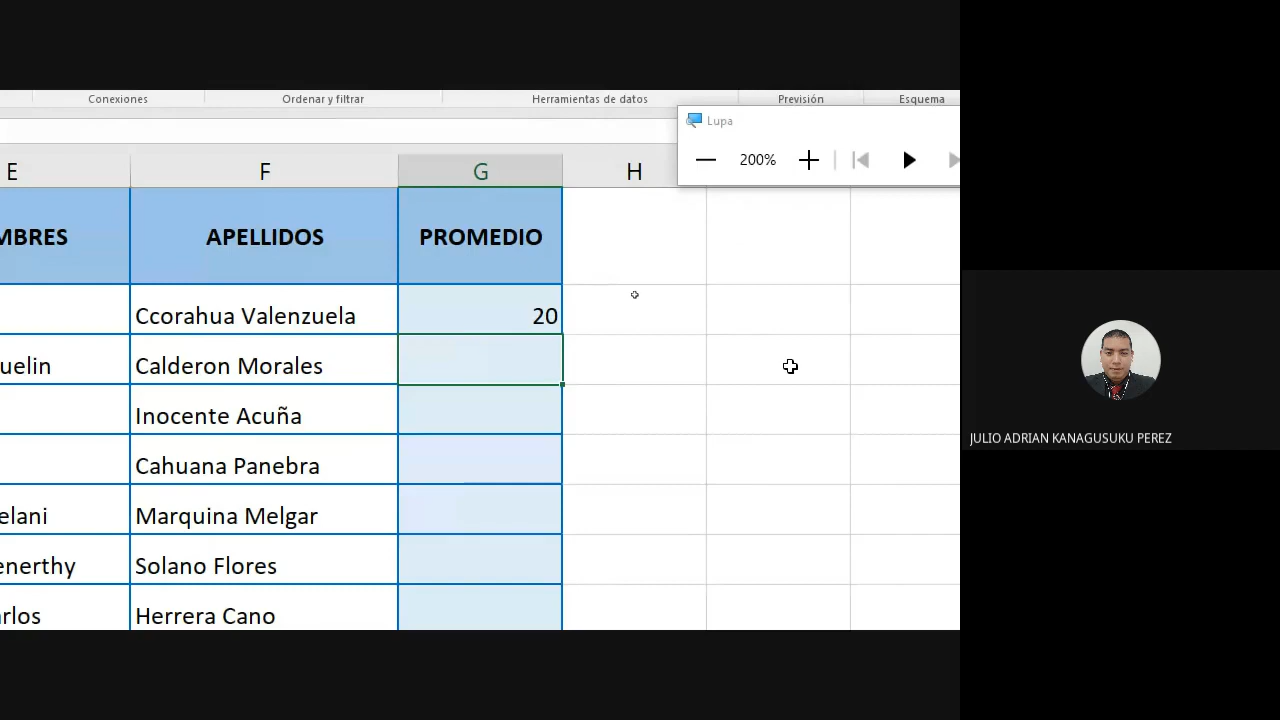 Conexiones Ordenar y filtrar Herramientas de datos Previsión Esquema
Lupa
200%
E F G H
MBRES APELLIDOS PROMEDIO
Ccorahua Valenzuela 20
uelin Calderon Morales
Inocente Acuña
Cahuana Panebra
elani Marquina Melgar
enerthy Solano Flores
arlos Herrera Cano
JULIO ADRIAN KANAGUSUKU PEREZ